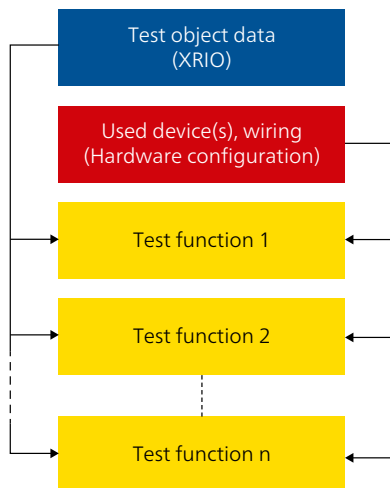 Test object data
(XRIO)
Used device(s), wiring
(Hardware configuration)
Test function 1
Test function 2
Test function n